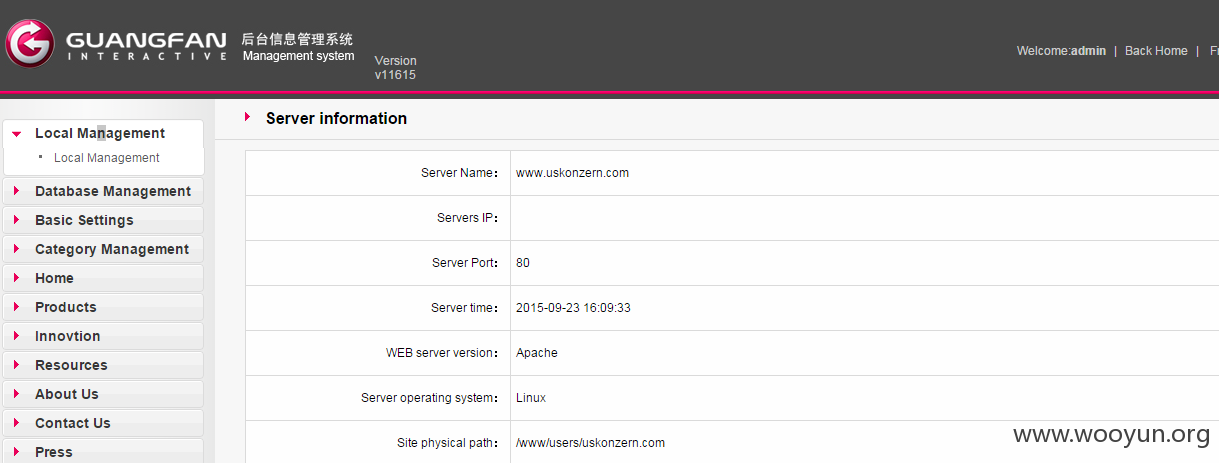 GUANGFAN
INTERACTIVE
后台信息管理系统
Management system
Version
v11615
Welcome:admin | Back Home |
Local Management
Local Management
Database Management
Basic Settings
Category Management
Home
Products
Innovtion
Resources
About Us
Contact Us
Press
Server information
Server Name： www.uskonzern.com
Servers IP：
Server Port： 80
Server time： 2015-09-23 16:09:33
WEB server version： Apache
Server operating system： Linux
Site physical path： /www/users/uskonzern.com
www.wooyun.org